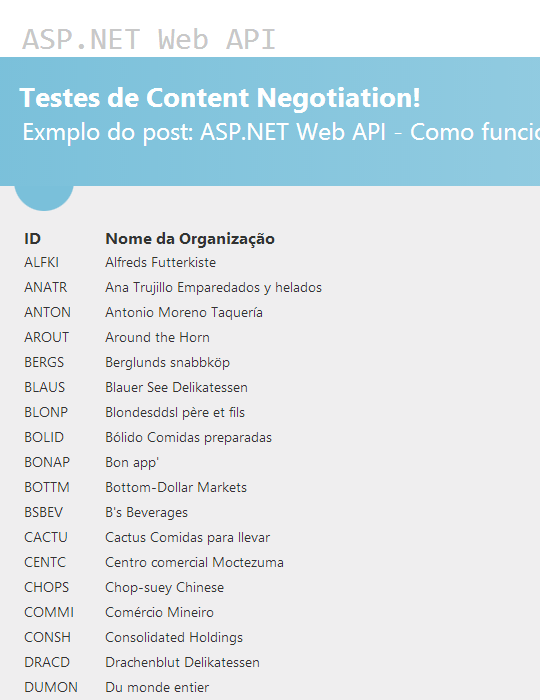 ASP.NET Web API
Testes de Content Negotiation!
Exmplo do post: ASP.NET Web API - Como funcio
ID Nome da Organização
ALFKI Alfreds Futterkiste
ANATR Ana Trujillo Emparedados y helados
ANTON Antonio Moreno Taquería
AROUT Around the Horn
BERGS Berglunds snabbköp
BLAUS Blauer See Delikatessen
BLONP Blondesddsl père et fils
BOLID Bólido Comidas preparadas
BONAP Bon app'
BOTTM Bottom-Dollar Markets
BSBEV B's Beverages
CACTU Cactus Comidas para llevar
CENTC Centro comercial Moctezuma
CHOPS Chop-suey Chinese
COMMI Comércio Mineiro
CONSH Consolidated Holdings
DRACD Drachenblut Delikatessen
DUMON Du monde entier